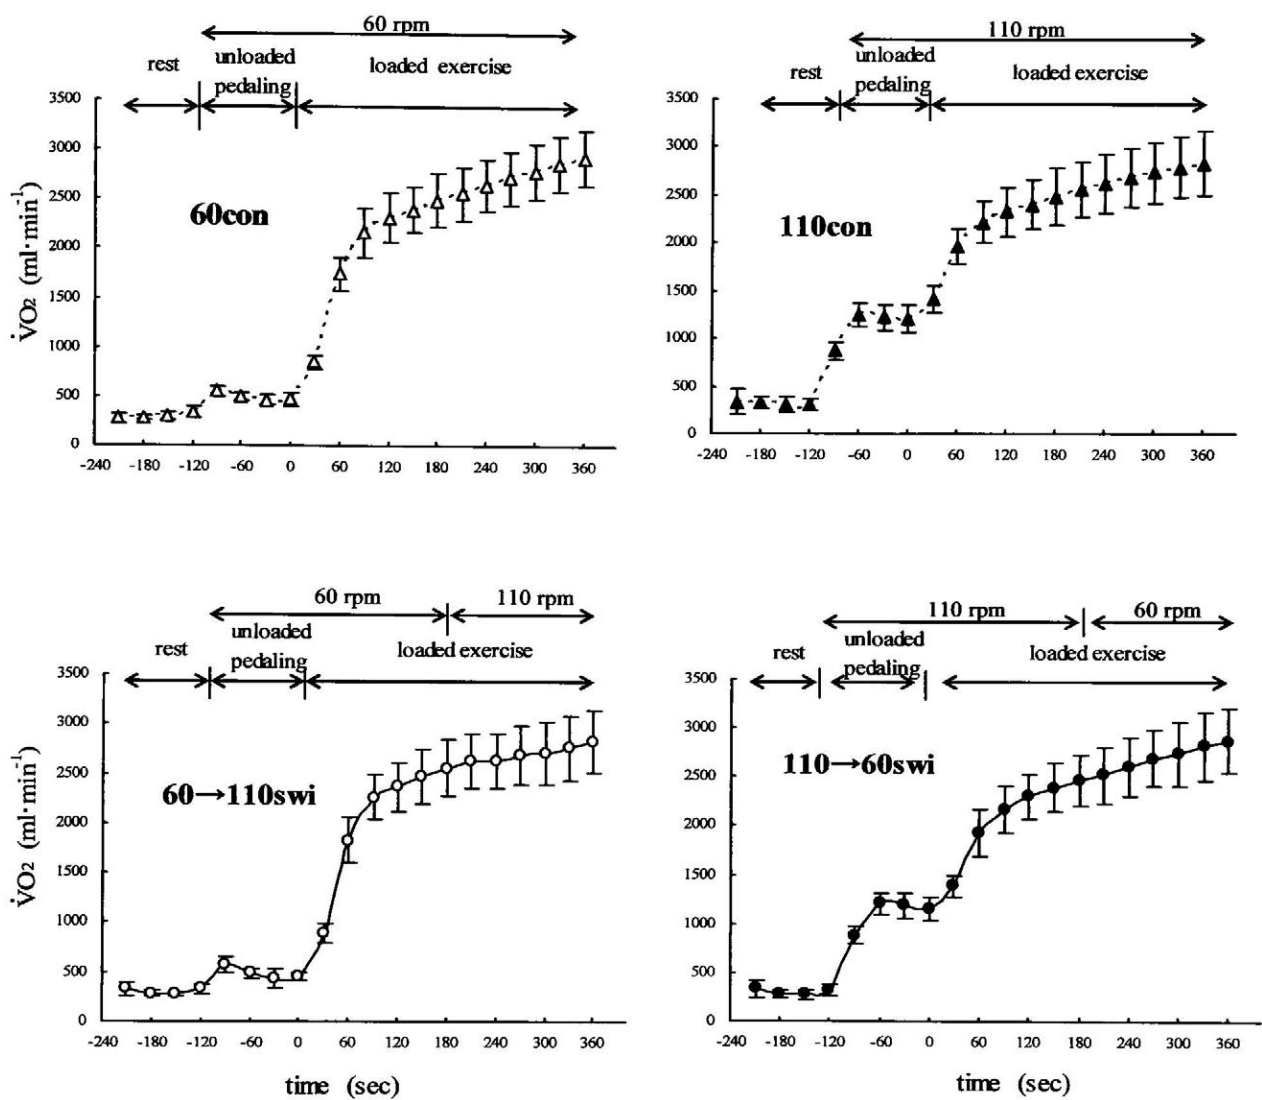 60 rpm
rest
unloaded
pedaling
loaded exercise
3500
3000
2500
2000
1500
1000
500
0
V̇O2 (ml·min-1)
60con
-240 -180 -120 -60 0 60 120 180 240 300 360
110 rpm
rest
unloaded
pedaling
loaded exercise
3500
3000
2500
2000
1500
1000
500
0
110con
-240 -180 -120 -60 0 60 120 180 240 300 360
60 rpm 110 rpm
rest
unloaded
pedaling
loaded exercise
3500
3000
2500
2000
1500
1000
500
0
V̇O2 (ml·min-1)
60→110swi
-240 -180 -120 -60 0 60 120 180 240 300 360
time (sec)
110 rpm 60 rpm
rest
unloaded
pedaling
loaded exercise
3500
3000
2500
2000
1500
1000
500
0
110→60swi
-240 -180 -120 -60 0 60 120 180 240 300 360
time (sec)